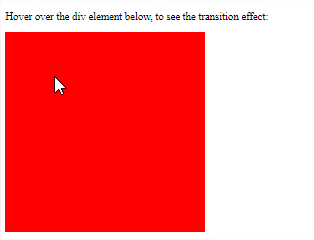 Hover over the div element below, to see the transition effect: